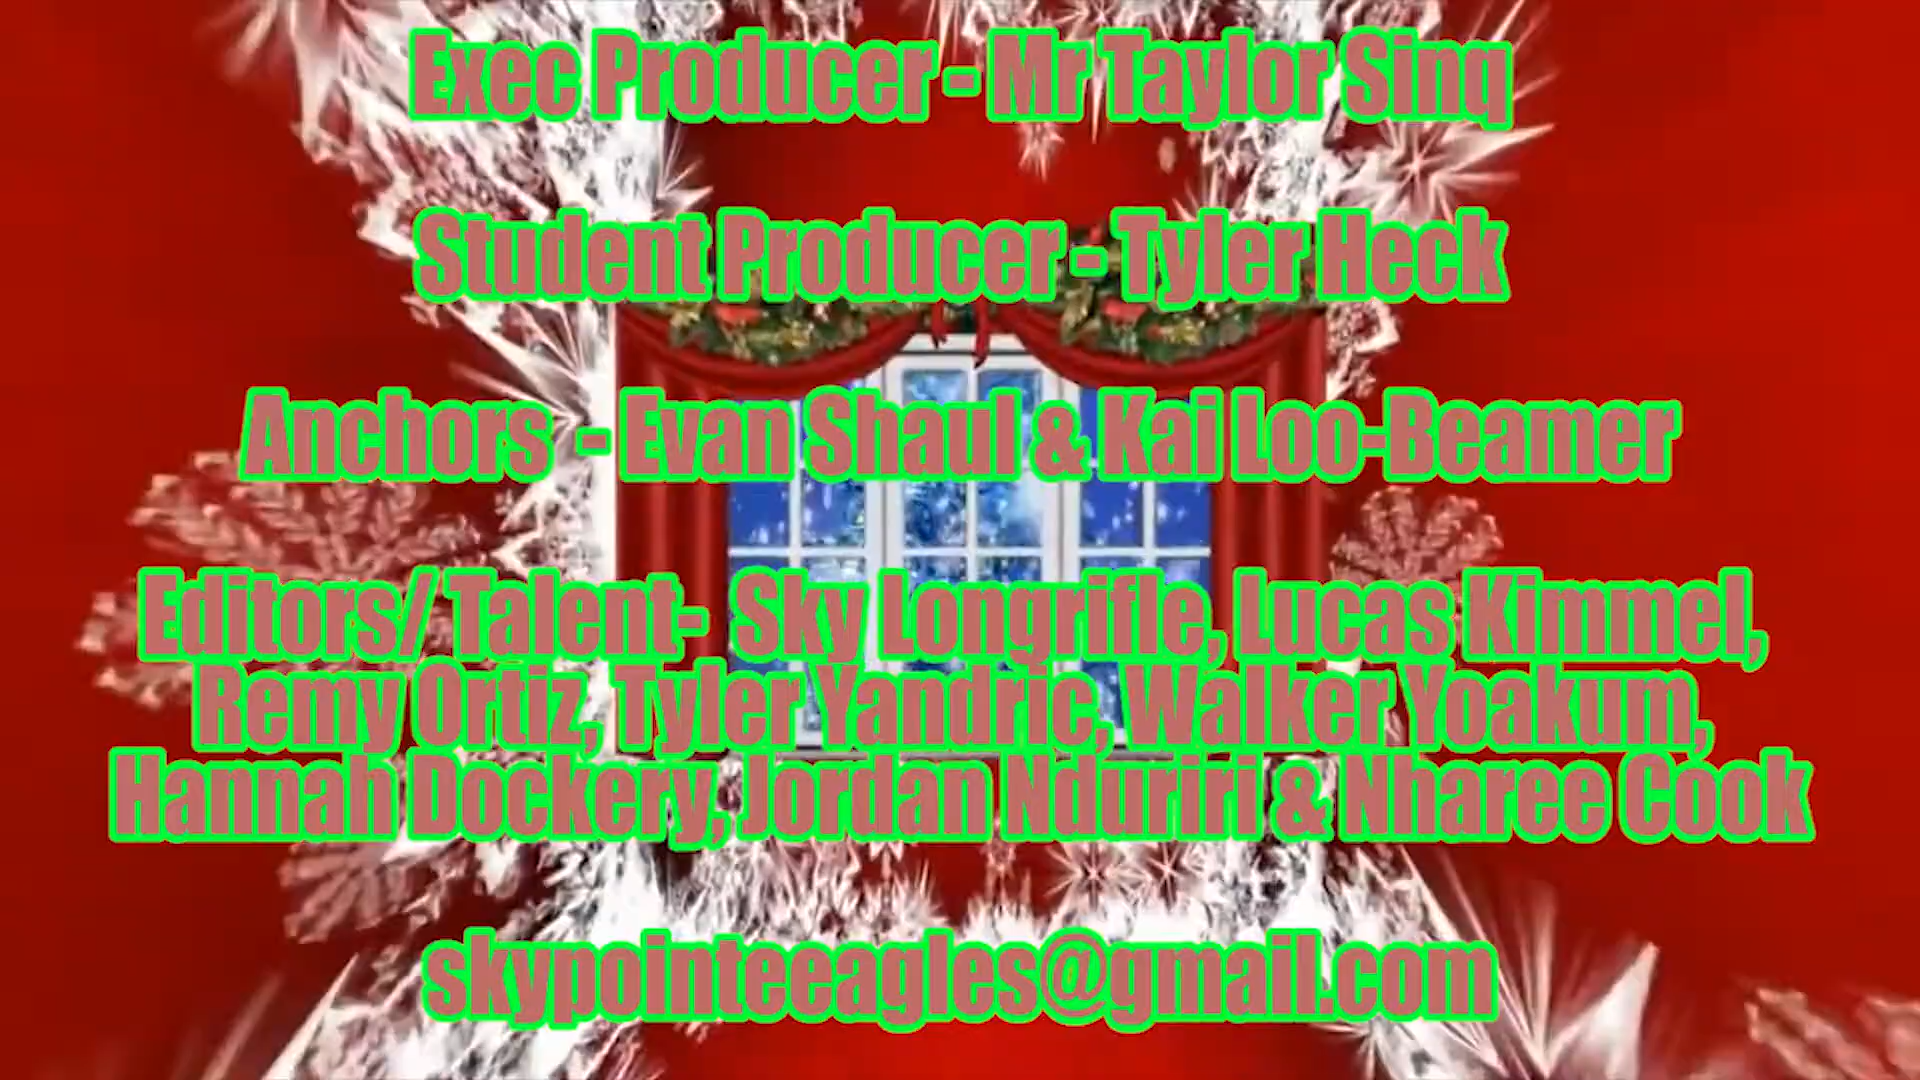 Exec Producer - Mr Taylor Sinq
Student Producer - Tyler Heck
Anchors - Evan Shaul & Kai Loo-Beamer
Editors/ Talent- Sky Longrifle, Lucas Kimmel,
Remy Ortiz, Tyler Yandric, Walker Yoakum,
Hannah Dockery, Jordan Nduriri & Nharee Cook
skypointeeagles@gmail.com